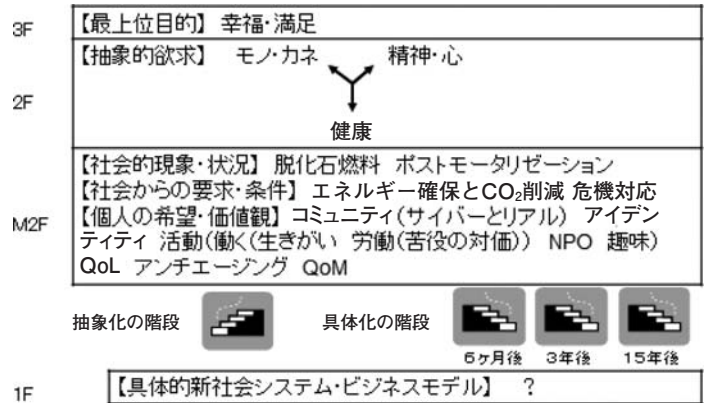 3F
【最上位目的】 幸福・満足
【抽象的欲求】 モノ・カネ 精神・心
2F
健康
【社会的現象・状況】 脱化石燃料 ポストモータリゼーション
【社会からの要求・条件】 エネルギー確保とCO₂削減 危機対応
M2F
【個人の希望・価値観】 コミュニティ(サイバーとリアル) アイデン
ティティ 活動(働く(生きがい 労働(苦役の対価)) NPO 趣味)
QoL アンチエージング QoM
抽象化の階段 具体化の階段
6ヶ月後 3年後 15年後
1F
【具体的新社会システム・ビジネスモデル】 ?